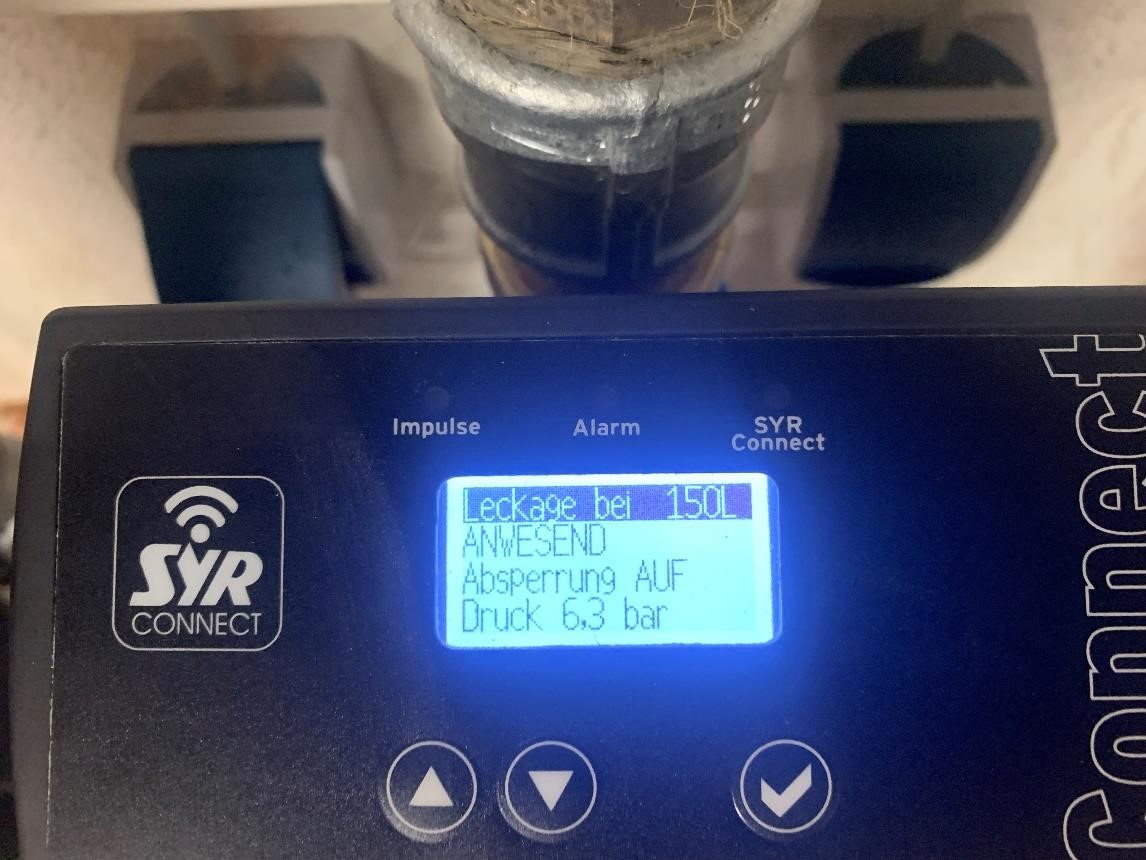 Impulse
Alarm
SYR
Connect
SYR
CONNECT
Leckage bei 150L
ANWESEND
Absperrung AUF
Druck 6,3 bar
Connect